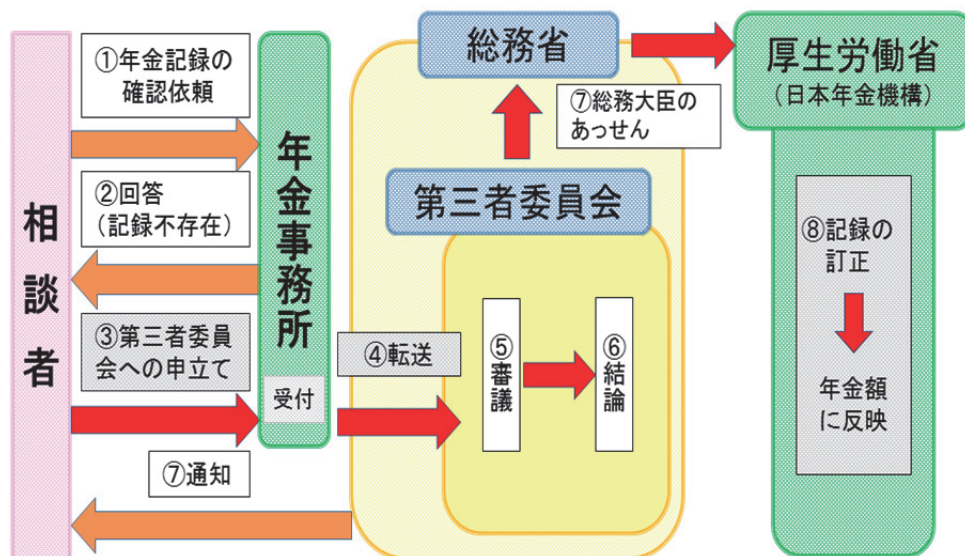 相談者
①年金記録の
確認依頼
②回答
（記録不存在）
③第三者委員
会への申立て
⑦通知
年金事務所
受付
④転送
総務省
⑦総務大臣の
あっせん
第三者委員会
⑤審議
⑥結論
厚生労働省
（日本年金機構）
⑧記録の
訂正
年金額
に反映